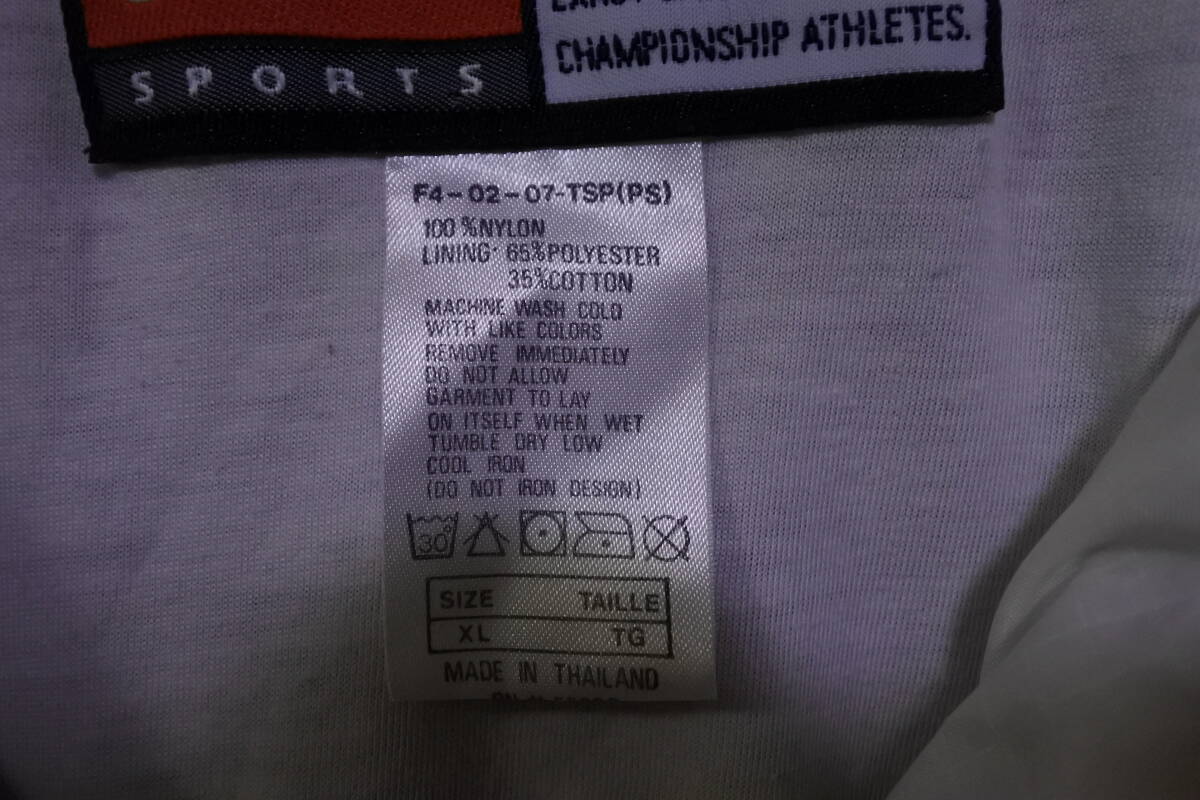 SPORTS
CHAMPIONSHIP ATHLETES.
F4-02-07-TSP(PS)
100%NYLON
LINING: 65%POLYESTER
35%COTTON
MACHINE WASH COLD
WITH LIKE COLORS
REMOVE IMMEDIATELY
DO NOT ALLOW
GARMENT TO LAY
ON ITSELF WHEN WET
TUMBLE DRY LOW
COOL IRON
(DO NOT IRON DESIGN)
30°
SIZE TAILLE
XL TG
MADE IN THAILAND